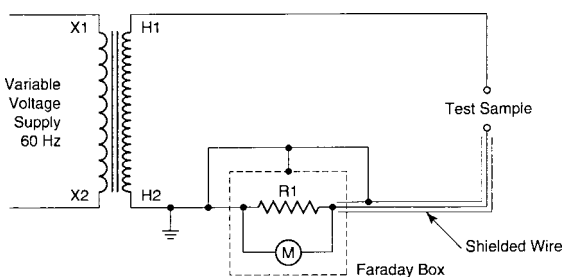 X1
H1
Variable
Voltage
Supply
60 Hz
Test Sample
X2
H2
R1
M
Shielded Wire
Faraday Box